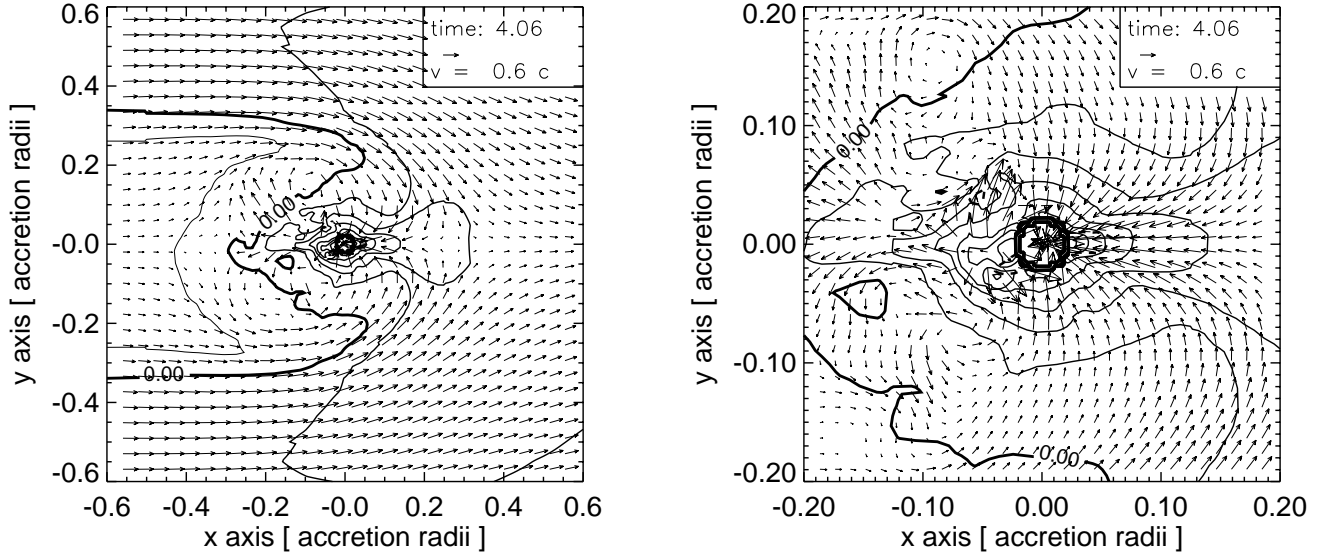 time: 4.06
v = 0.6 c
0.6
0.4
0.2
-0.0
-0.2
-0.4
-0.6
y axis [ accretion radii ]
0.00
0.00
-0.6 -0.4 -0.2 -0.0 0.2 0.4 0.6
x axis [ accretion radii ]
time: 4.06
v = 0.6 c
0.20
0.10
0.00
-0.10
-0.20
y axis [ accretion radii ]
0.00
0.00
-0.20 -0.10 0.00 0.10 0.20
x axis [ accretion radii ]